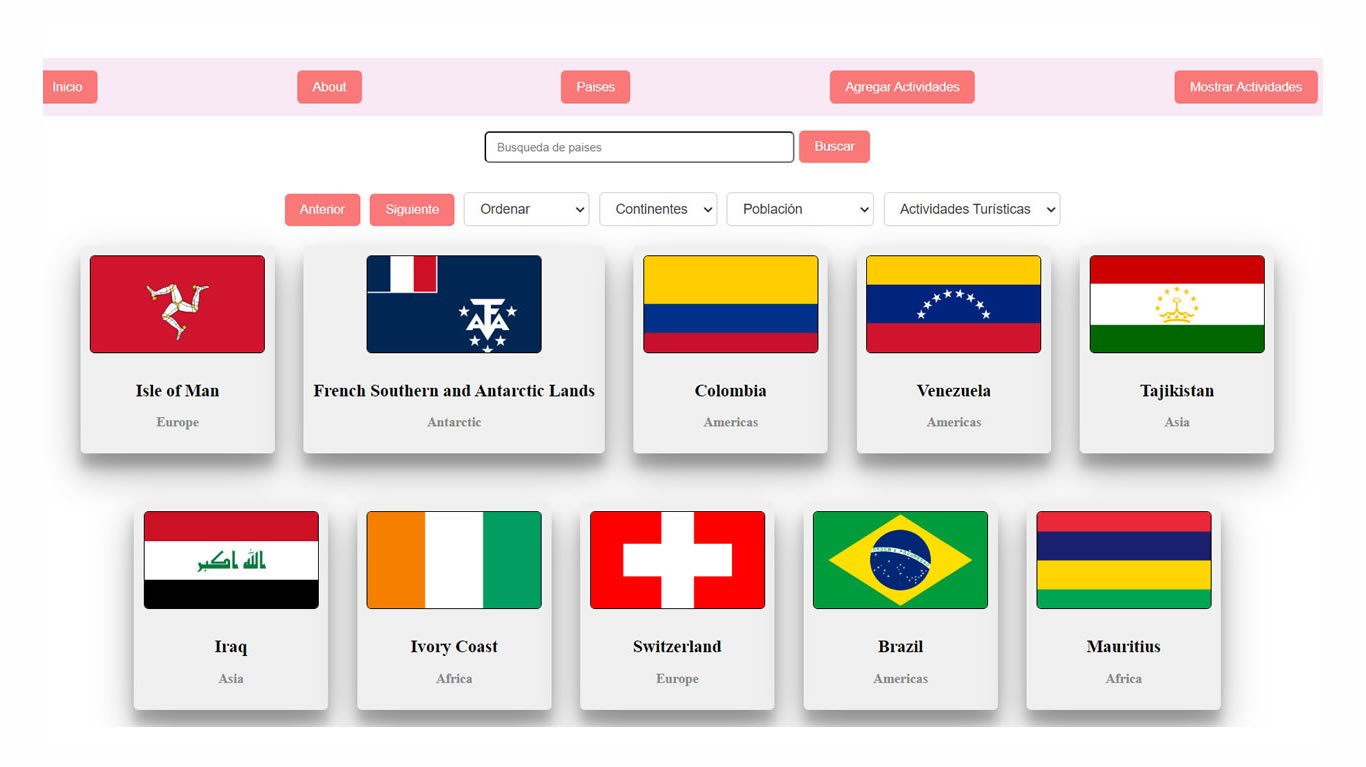 Inicio
About
Paises
Agregar Actividades
Mostrar Actividades
Busqueda de paises
Buscar
Anterior
Siguiente
Ordenar
Continentes
Población
Actividades Turísticas
Isle of Man
Europe
French Southern and Antarctic Lands
Antarctic
Colombia
Americas
Venezuela
Americas
Tajikistan
Asia
الله اكبر
Iraq
Asia
Ivory Coast
Africa
Switzerland
Europe
Brazil
Americas
Mauritius
Africa